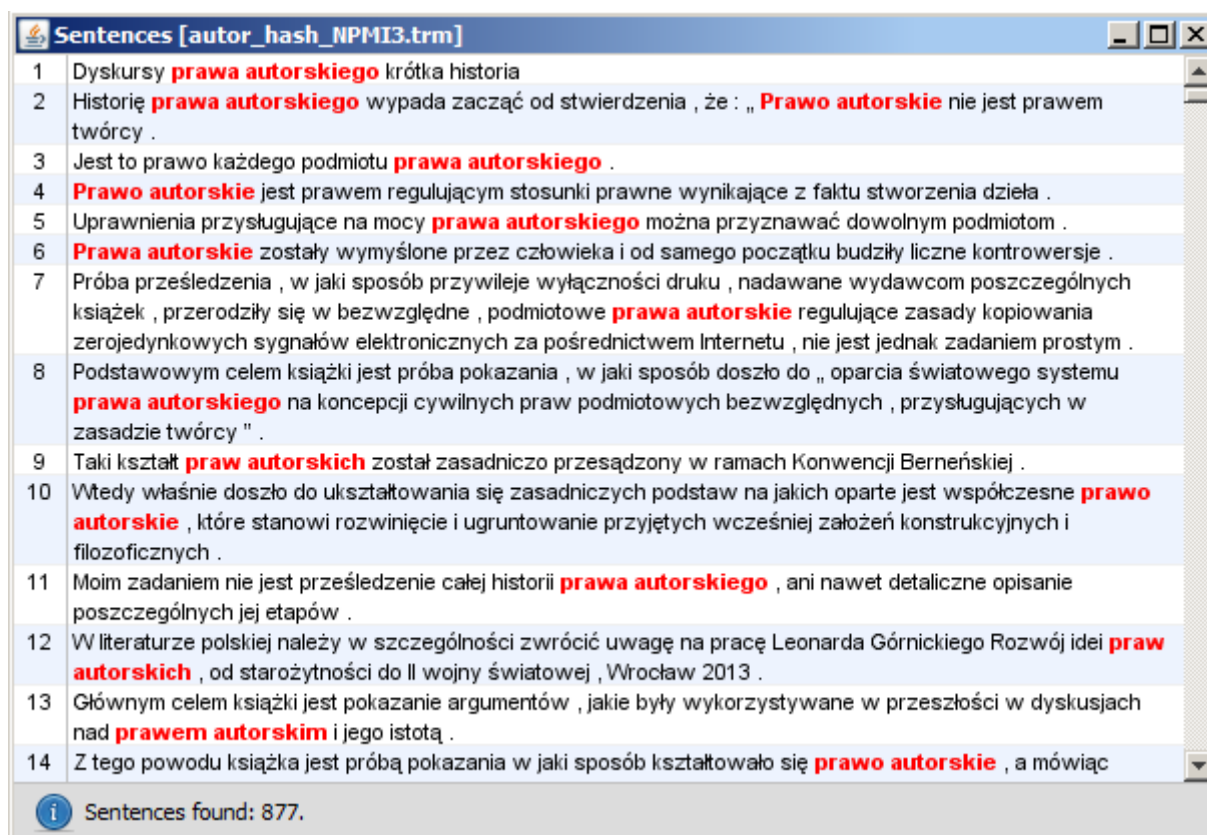 Sentences [autor_hash_NPMI3.trm]
1 Dyskursy prawa autorskiego krótka historia
2 Historię prawa autorskiego wypada zacząć od stwierdzenia , że : „ Prawo autorskie nie jest prawem
twórcy .
3 Jest to prawo każdego podmiotu prawa autorskiego .
4 Prawo autorskie jest prawem regulującym stosunki prawne wynikające z faktu stworzenia dzieła .
5 Uprawnienia przysługujące na mocy prawa autorskiego można przyznawać dowolnym podmiotom .
6 Prawa autorskie zostały wymyślone przez człowieka i od samego początku budziły liczne kontrowersje .
7 Próba prześledzenia , w jaki sposób przywileje wyłączności druku , nadawane wydawcom poszczególnych
książek , przerodziły się w bezwzględne , podmiotowe prawa autorskie regulujące zasady kopiowania
zerojedynkowych sygnałów elektronicznych za pośrednictwem Internetu , nie jest jednak zadaniem prostym .
8 Podstawowym celem książki jest próba pokazania , w jaki sposób doszło do „ oparcia światowego systemu
prawa autorskiego na koncepcji cywilnych praw podmiotowych bezwzględnych , przysługujących w
zasadzie twórcy " .
9 Taki kształt praw autorskich został zasadniczo przesądzony w ramach Konwencji Berneńskiej .
10 Wtedy właśnie doszło do ukształtowania się zasadniczych podstaw na jakich oparte jest współczesne prawo
autorskie , które stanowi rozwinięcie i ugruntowanie przyjętych wcześniej założeń konstrukcyjnych i
filozoficznych .
11 Moim zadaniem nie jest prześledzenie całej historii prawa autorskiego , ani nawet detaliczne opisanie
poszczególnych jej etapów .
12 W literaturze polskiej należy w szczególności zwrócić uwagę na pracę Leonarda Górnickiego Rozwój idei praw
autorskich , od starożytności do II wojny światowej , Wrocław 2013 .
13 Głównym celem książki jest pokazanie argumentów , jakie były wykorzystywane w przeszłości w dyskusjach
nad prawem autorskim i jego istotą .
14 Z tego powodu książka jest próbą pokazania w jaki sposób kształtowało się prawo autorskie , a mówiąc
Sentences found: 877.